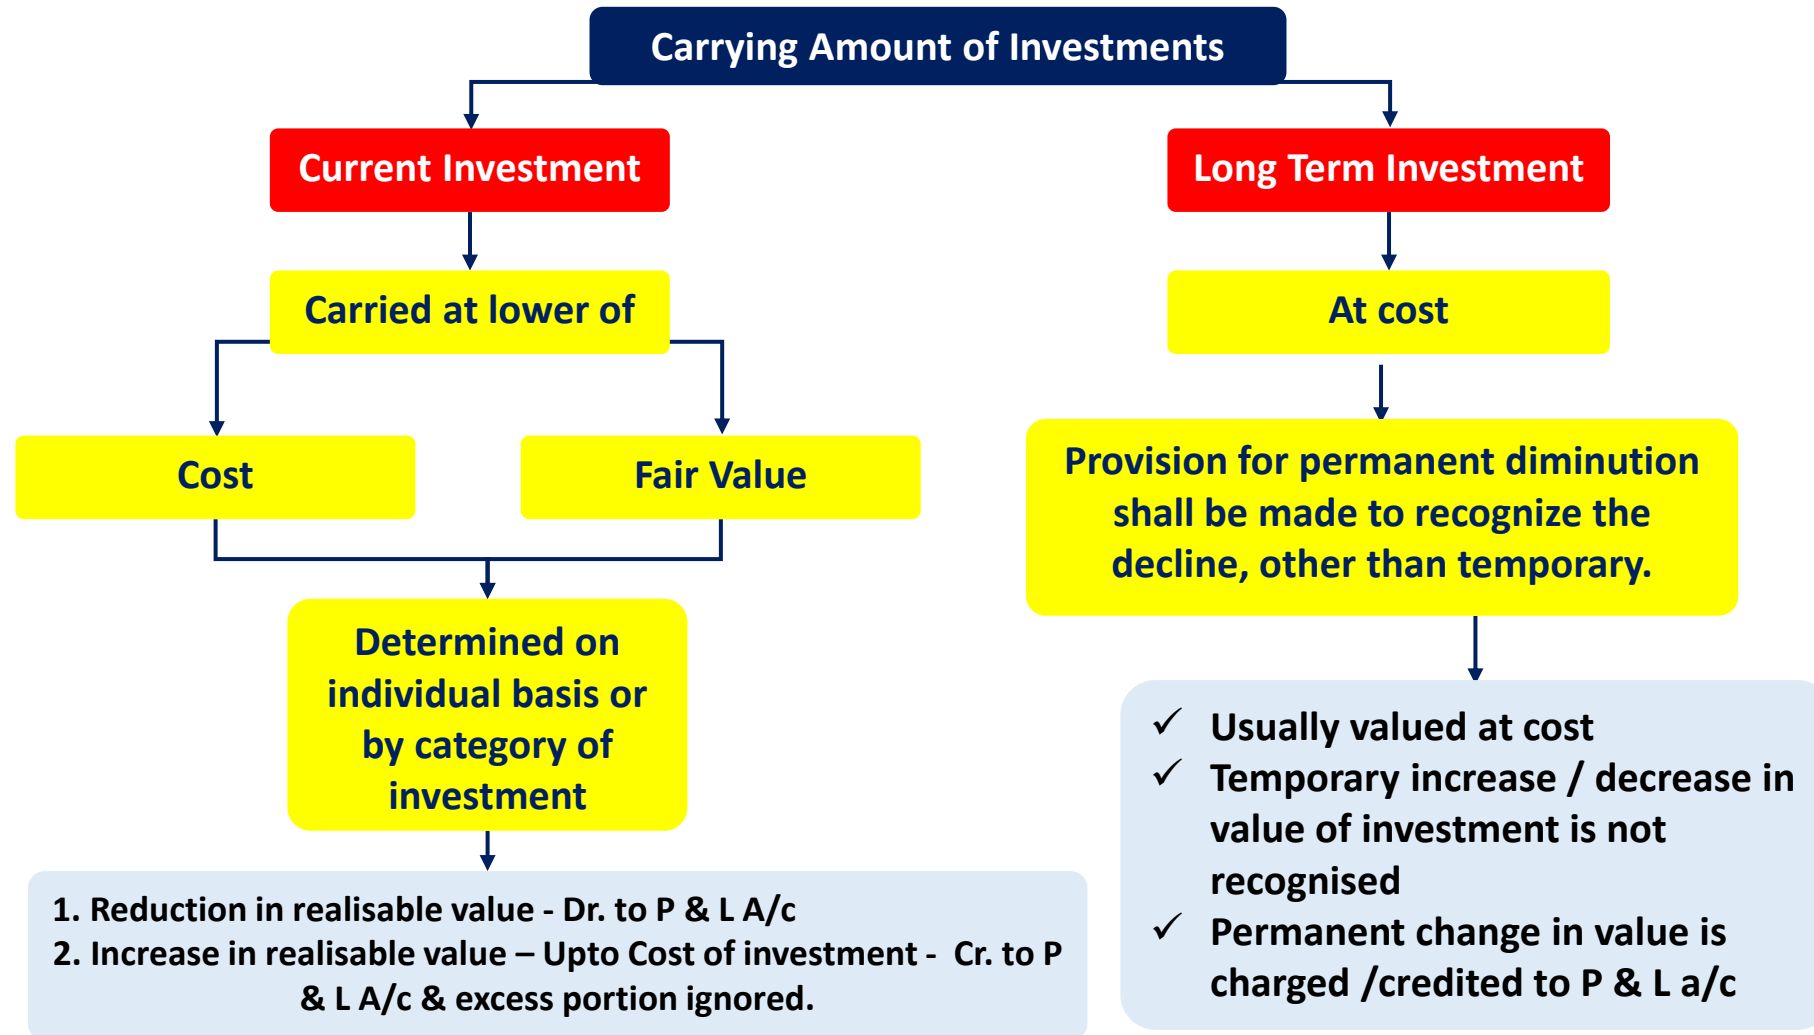 Carrying Amount of Investments
Current Investment
Carried at lower of
Cost
Fair Value
Determined on
individual basis or
by category of
investment
1. Reduction in realisable value - Dr. to P & L A/c
2. Increase in realisable value – Upto Cost of investment - Cr. to P
& L A/c & excess portion ignored.
Long Term Investment
At cost
Provision for permanent diminution
shall be made to recognize the
decline, other than temporary.
✓ Usually valued at cost
✓ Temporary increase / decrease in
value of investment is not
recognised
✓ Permanent change in value is
charged /credited to P & L a/c